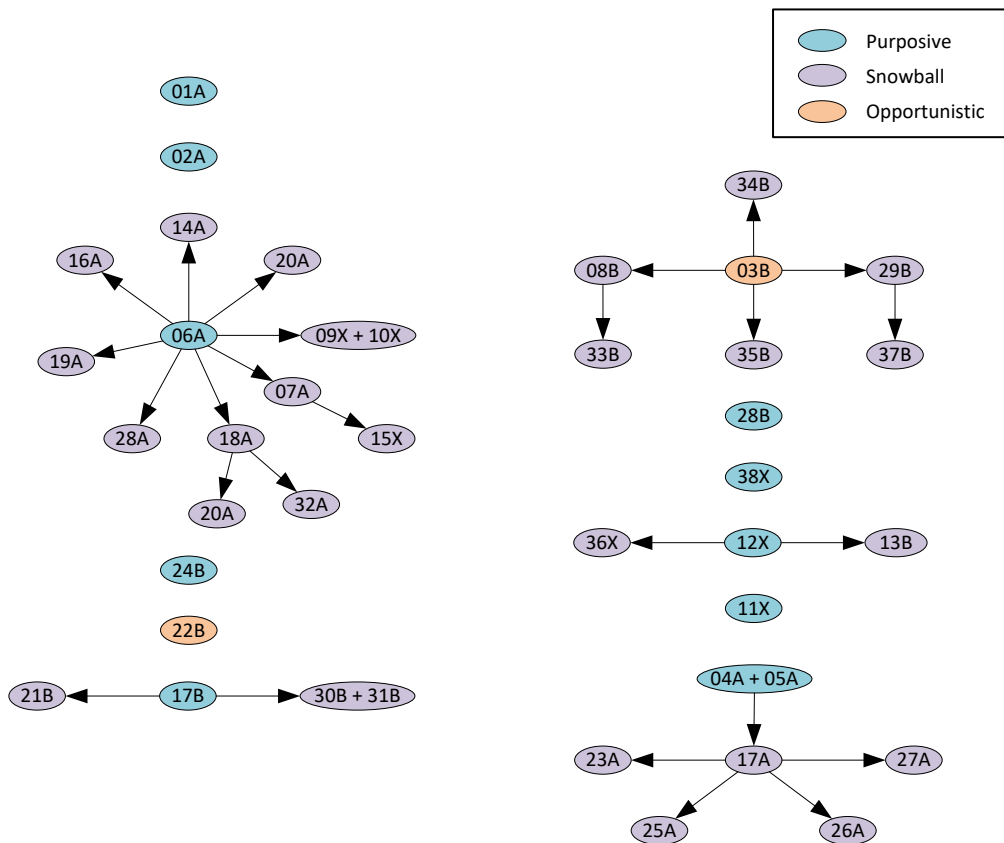 Purposive
Snowball
Opportunistic
01A
02A
14A
16A
20A
06A
09X + 10X
19A
07A
28A
18A
15X
20A
32A
24B
22B
21B
17B
30B + 31B
34B
08B
03B
29B
33B
35B
37B
28B
38X
36X
12X
13B
11X
04A + 05A
23A
17A
27A
25A
26A